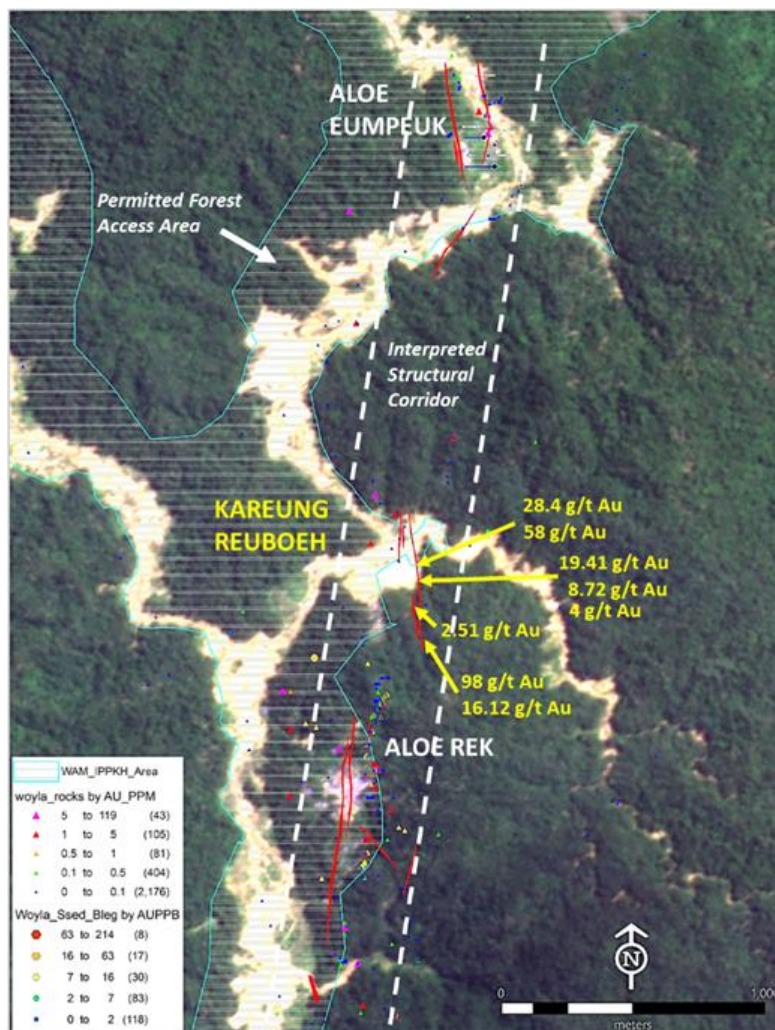 ALOE
EUMPEUK
Permitted Forest
Access Area
Interpreted
Structural
Corridor
KAREUNG
REUBOEH
28.4 g/t Au
58 g/t Au
19.41 g/t Au
8.72 g/t Au
4 g/t Au
2.51 g/t Au
98 g/t Au
16.12 g/t Au
ALOE REK
WAM_IPPKH_Area
woyla_rocks by AU_PPM
5 to 119 (43)
1 to 5 (105)
0.5 to 1 (81)
0.1 to 0.5 (404)
0 to 0.1 (2,176)
Woyla_Ssed_Bleg by AUPPB
63 to 214 (8)
16 to 63 (17)
7 to 16 (30)
2 to 7 (83)
0 to 2 (118)
N
0 1,000
meters